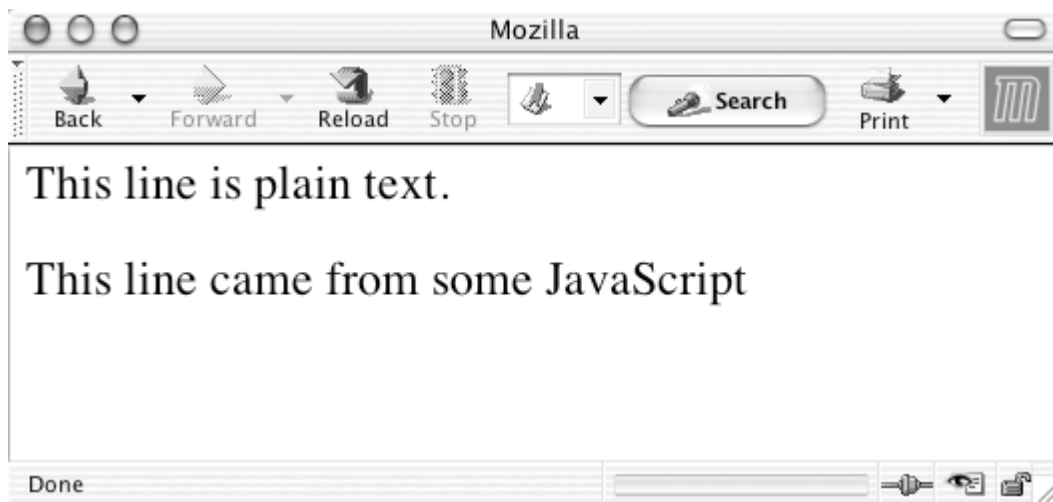 Mozilla
Back Forward Reload Stop Search Print
This line is plain text.
This line came from some JavaScript
Done